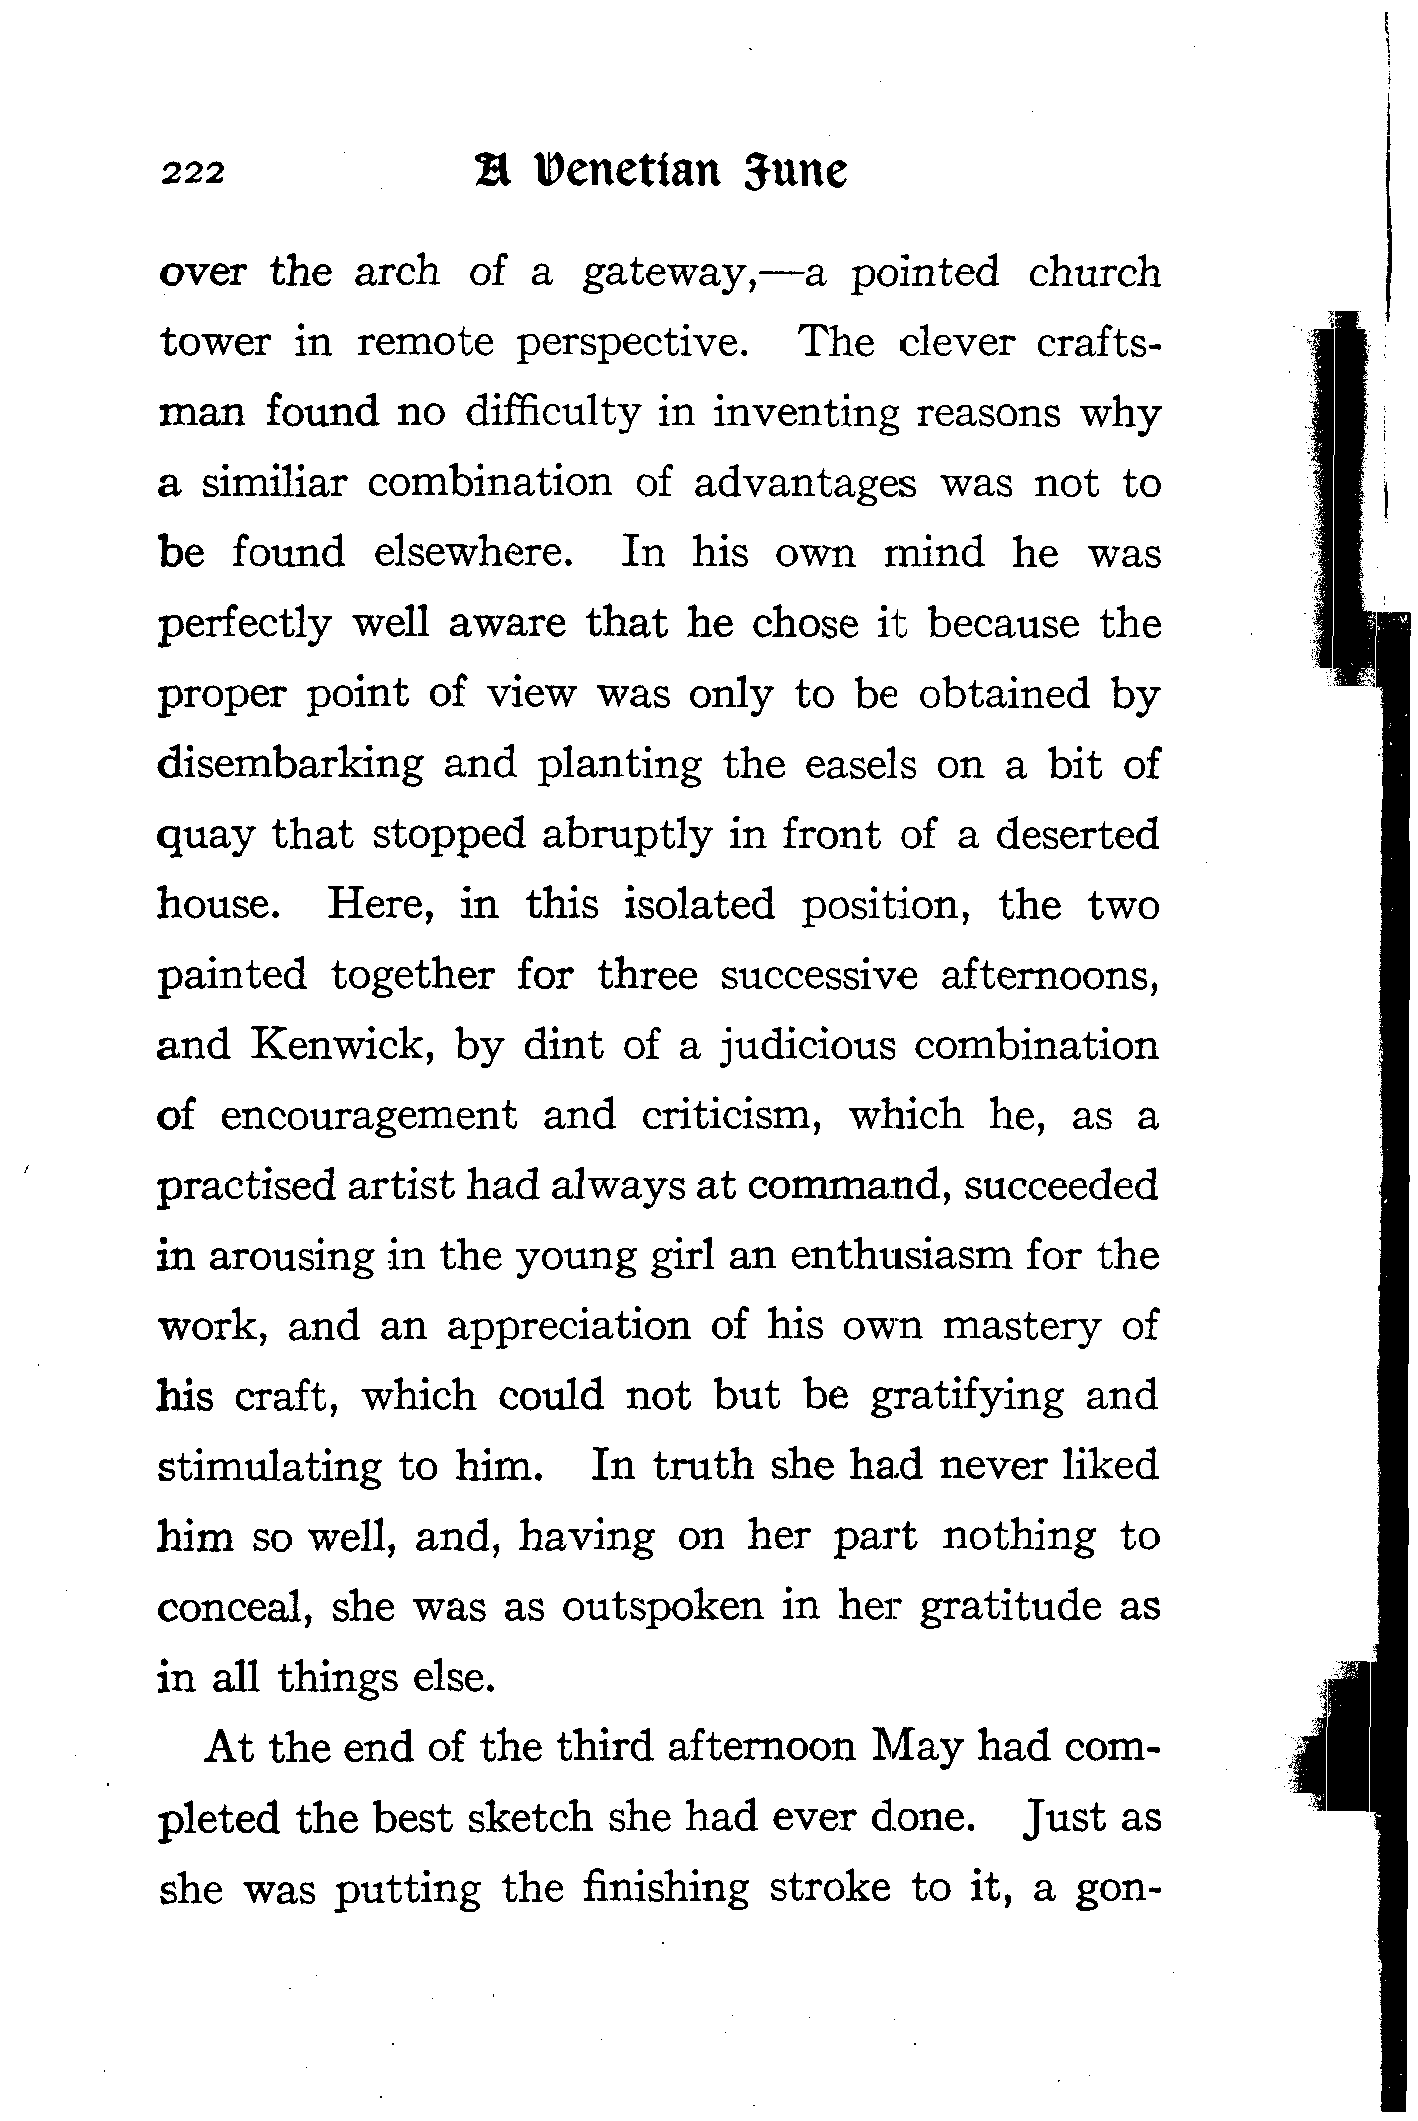 222 A Venetian June
over the arch of a gateway,—a pointed church
tower in remote perspective. The clever crafts-
man found no difficulty in inventing reasons why
a similiar combination of advantages was not to
be found elsewhere. In his own mind he was
perfectly well aware that he chose it because the
proper point of view was only to be obtained by
disembarking and planting the easels on a bit of
quay that stopped abruptly in front of a deserted
house. Here, in this isolated position, the two
painted together for three successive afternoons,
and Kenwick, by dint of a judicious combination
of encouragement and criticism, which he, as a
practised artist had always at command, succeeded
in arousing in the young girl an enthusiasm for the
work, and an appreciation of his own mastery of
his craft, which could not but be gratifying and
stimulating to him. In truth she had never liked
him so well, and, having on her part nothing to
conceal, she was as outspoken in her gratitude as
in all things else.
At the end of the third afternoon May had com-
pleted the best sketch she had ever done. Just as
she was putting the finishing stroke to it, a gon-